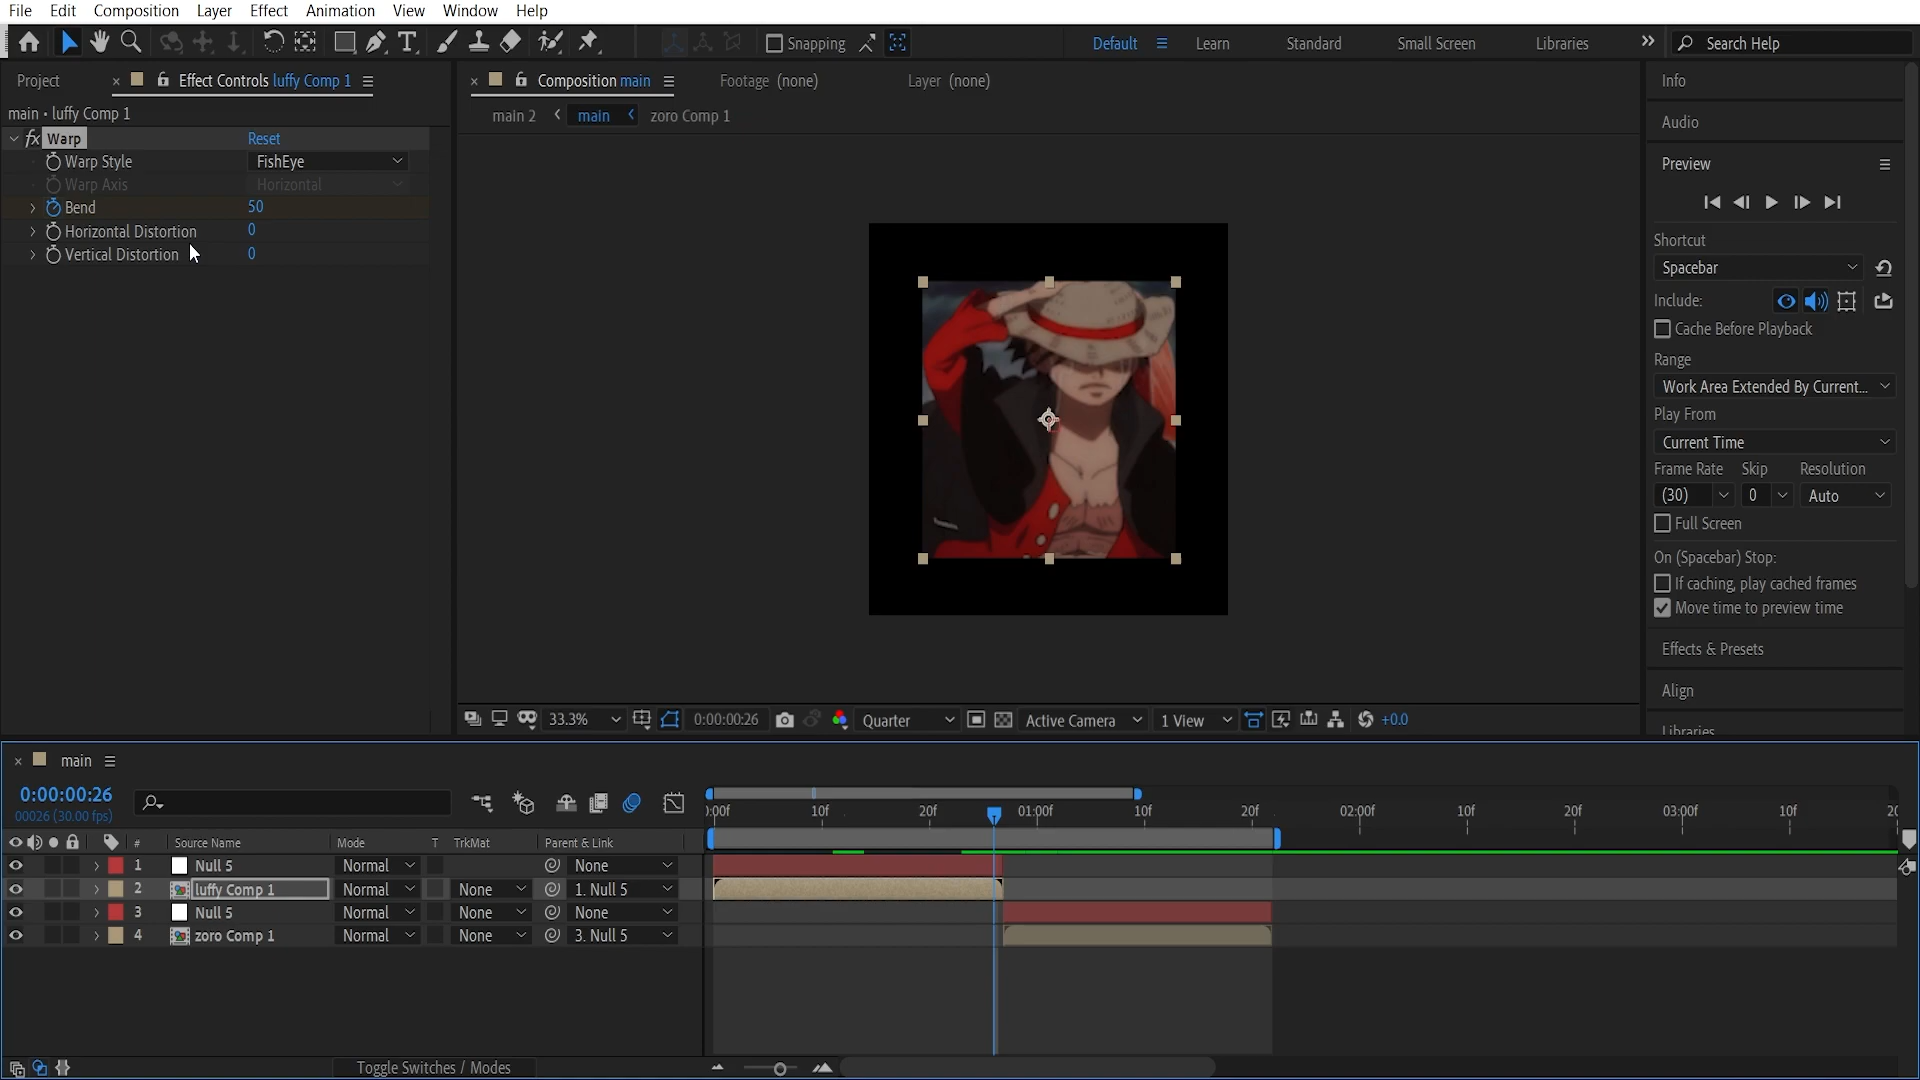 File Edit Composition Layer Effect Animation View Window Help
Snapping Default Learn Standard Small Screen Libraries Search Help
Project Effect Controls luffy Comp 1
main • luffy Comp 1
fx Warp Reset
Warp Style FishEye
Warp Axis Horizontal
Bend 50
Horizontal Distortion 0
Vertical Distortion 0
Composition main Footage (none) Layer (none)
main 2 main zoro Comp 1
33.3% 0:00:00:26 Quarter Active Camera 1 View +0.0
Info
Audio
Preview
Shortcut
Spacebar
Include:
Cache Before Playback
Range
Work Area Extended By Current...
Play From
Current Time
Frame Rate Skip Resolution
(30) 0 Auto
Full Screen
On (Spacebar) Stop:
If caching, play cached frames
Move time to preview time
Effects & Presets
Align
Libraries
main
0:00:00:26
00026 (30.00 fps)
):00f 10f 20f 01:00f 10f 20f 02:00f 10f 20f 03:00f 10f 20
# Source Name Mode T TrkMat Parent & Link
1 Null 5 Normal None
2 luffy Comp 1 Normal None 1. Null 5
3 Null 5 Normal None None
4 zoro Comp 1 Normal None 3. Null 5
Toggle Switches / Modes